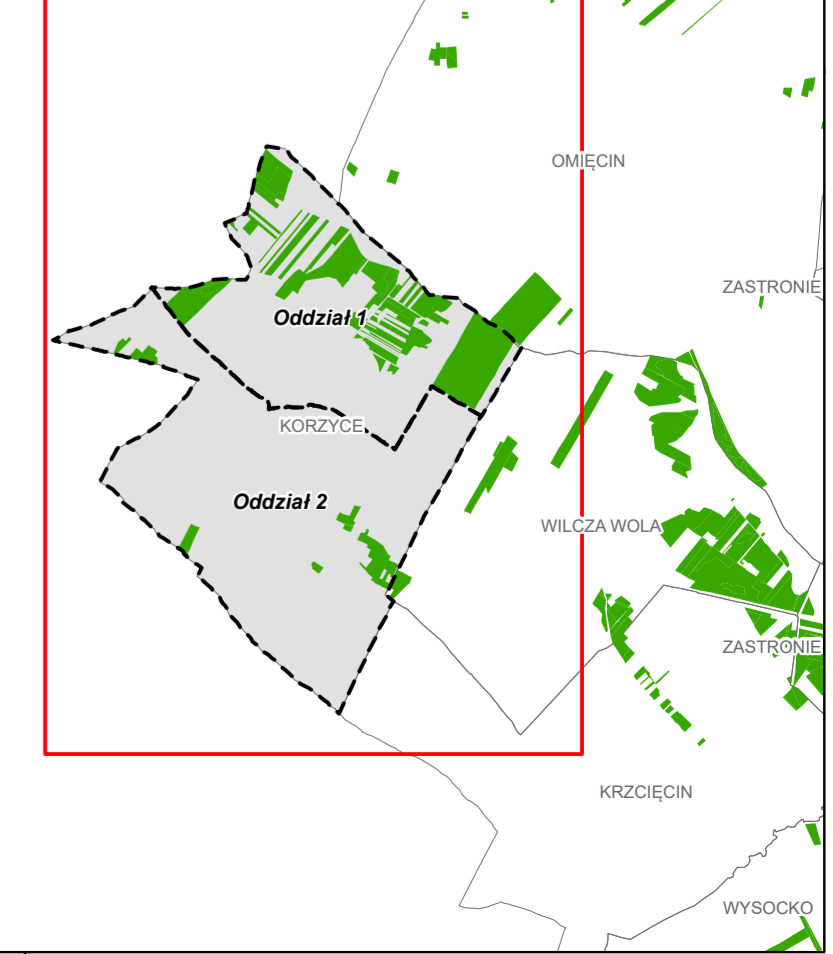 OMIĘCIN
ZASTRONIE
Oddział 1
KORZYCE
Oddział 2
WILCZA WOLA
ZASTRONIE
KRZCIĘCIN
WYSOCKO